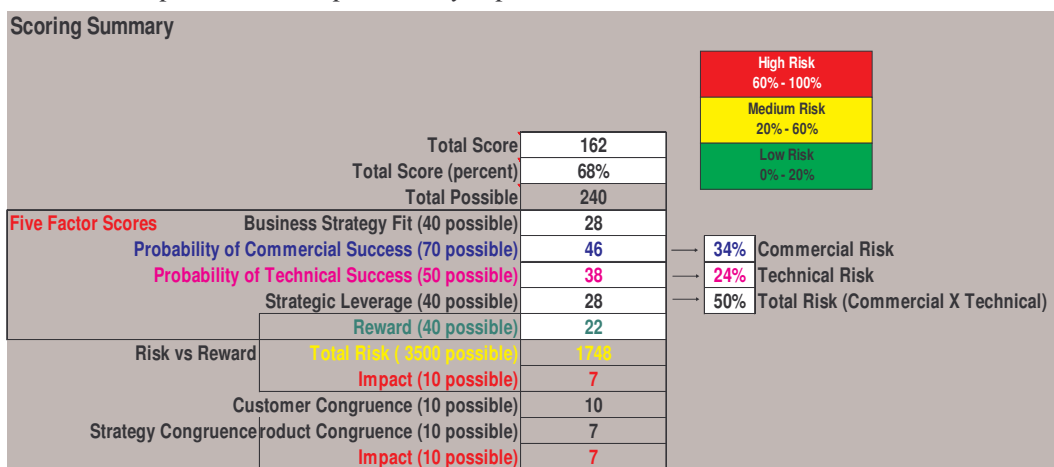 Scoring Summary
High Risk
60% - 100%
Medium Risk
20% - 60%
Low Risk
0% - 20%
Total Score 162
Total Score (percent) 68%
Total Possible 240
Five Factor Scores Business Strategy Fit (40 possible) 28
Probability of Commercial Success (70 possible) 46 → 34% Commercial Risk
Probability of Technical Success (50 possible) 38 → 24% Technical Risk
Strategic Leverage (40 possible) 28 → 50% Total Risk (Commercial X Technical)
Reward (40 possible) 22
Risk vs Reward Total Risk ( 3500 possible) 1748
Impact (10 possible) 7
Customer Congruence (10 possible) 10
Strategy Congruence roduct Congruence (10 possible) 7
Impact (10 possible) 7